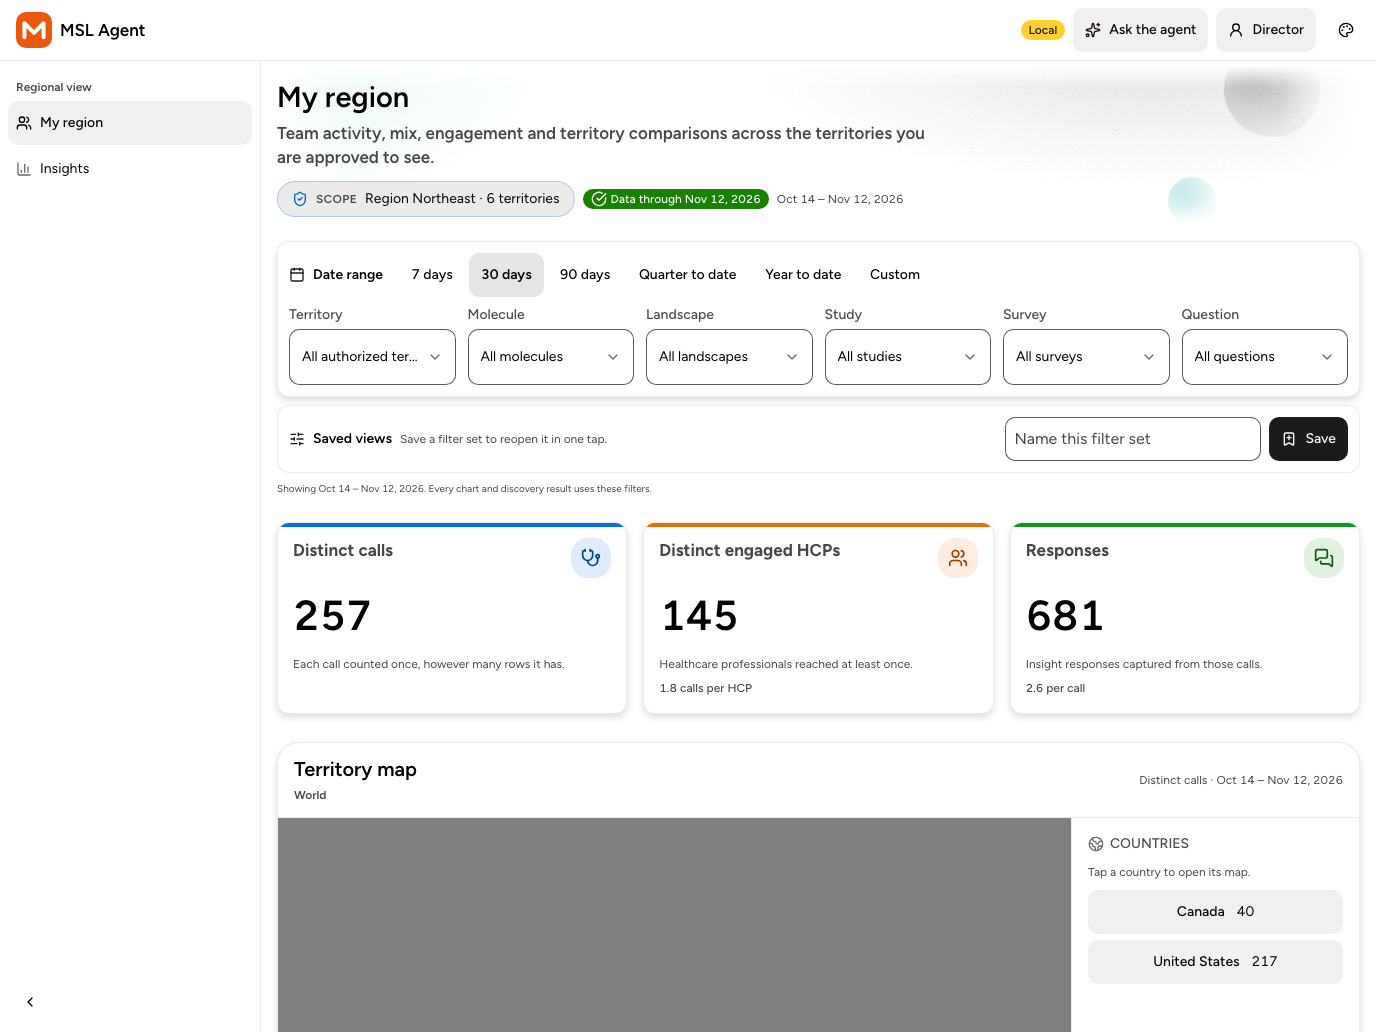 MSL Agent
Local
Ask the agent
Director
Regional view
My region
Insights
My region
Team activity, mix, engagement and territory comparisons across the territories you
are approved to see.
SCOPE Region Northeast · 6 territories
Data through Nov 12, 2026
Oct 14 – Nov 12, 2026
Date range
7 days
30 days
90 days
Quarter to date
Year to date
Custom
Territory
Molecule
Landscape
Study
Survey
Question
All authorized ter...
All molecules
All landscapes
All studies
All surveys
All questions
Saved views
Save a filter set to reopen it in one tap.
Name this filter set
Save
Showing Oct 14 – Nov 12, 2026. Every chart and discovery result uses these filters.
Distinct calls
257
Each call counted once, however many rows it has.
Distinct engaged HCPs
145
Healthcare professionals reached at least once.
1.8 calls per HCP
Responses
681
Insight responses captured from those calls.
2.6 per call
Territory map
World
Distinct calls · Oct 14 – Nov 12, 2026
COUNTRIES
Tap a country to open its map.
Canada 40
United States 217